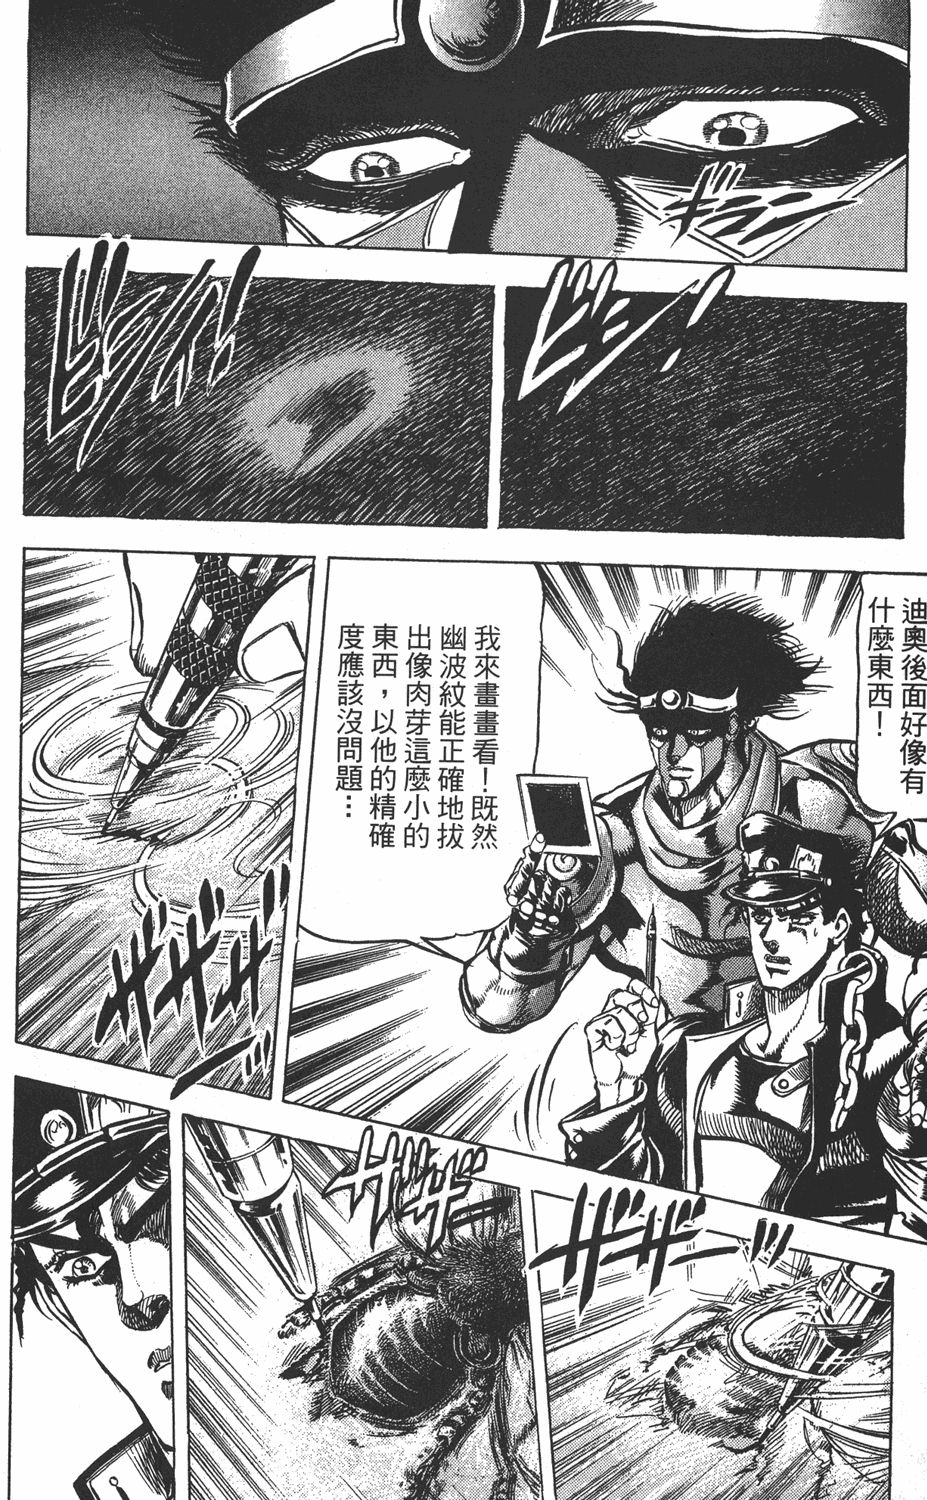 ギュラン
ビシ!
ビシィ!
迪奧後面好像有
什麼東西!
我來畫畫看!既然
幽波紋能正確地拔
出像肉芽這麼小的
東西,以他的精確
度應該沒問題…
ザザザーッ
ザザーッ
ザザ